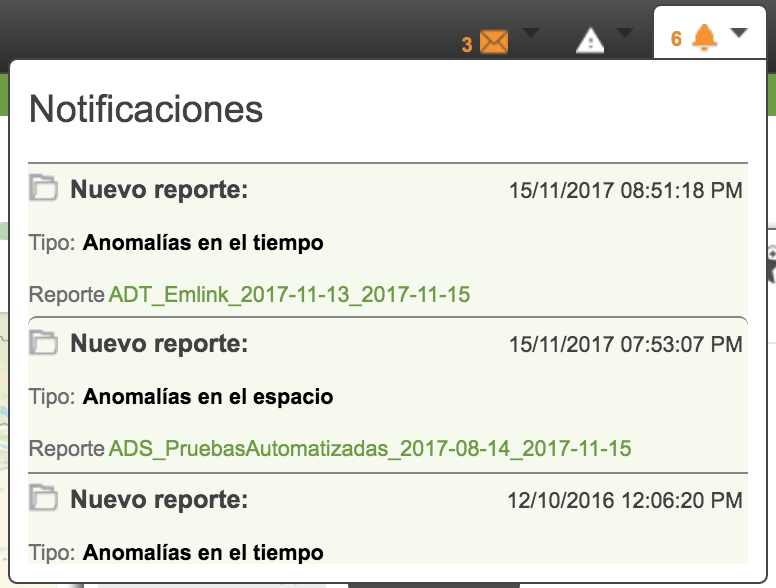 3
6
Notificaciones
Nuevo reporte: 15/11/2017 08:51:18 PM
Tipo: Anomalías en el tiempo
Reporte ADT_Emlink_2017-11-13_2017-11-15
Nuevo reporte: 15/11/2017 07:53:07 PM
Tipo: Anomalías en el espacio
Reporte ADS_PruebasAutomatizadas_2017-08-14_2017-11-15
Nuevo reporte: 12/10/2016 12:06:20 PM
Tipo: Anomalías en el tiempo